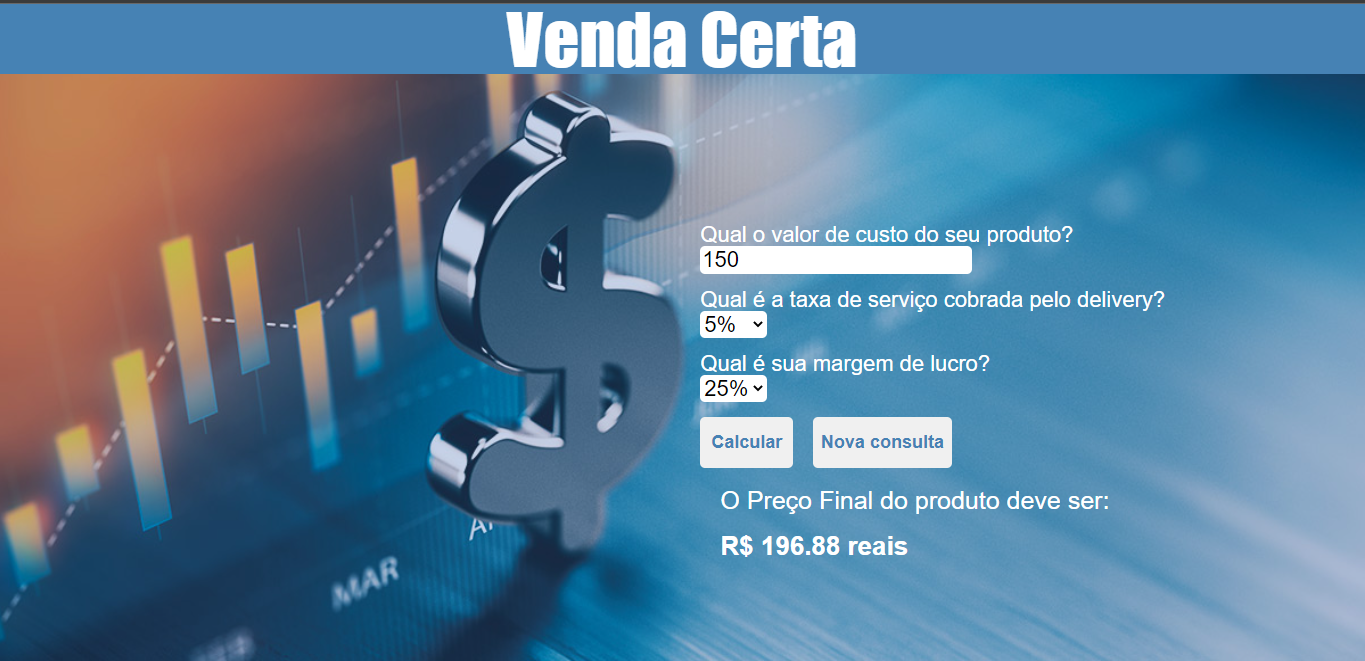 Venda Certa
Qual o valor de custo do seu produto?
150
Qual é a taxa de serviço cobrada pelo delivery?
5%
Qual é sua margem de lucro?
25%
Calcular Nova consulta
O Preço Final do produto deve ser:
R$ 196.88 reais
MAR